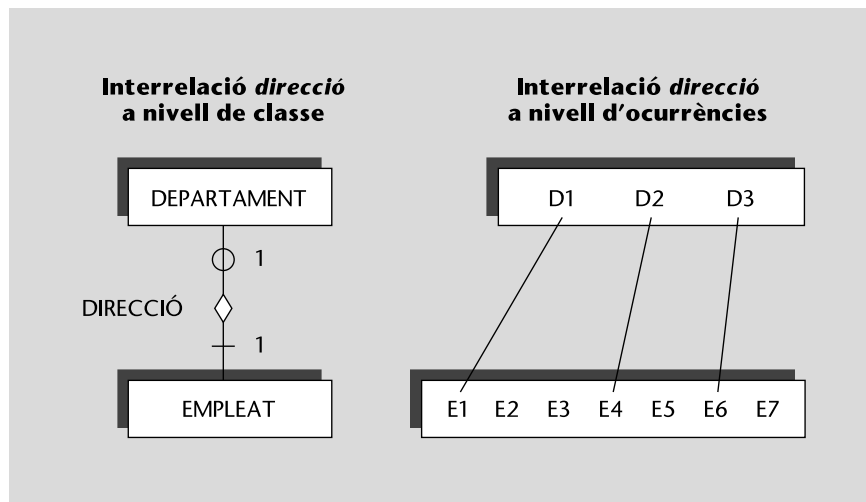 Interrelació direcció
a nivell de classe
DEPARTAMENT
1
DIRECCIÓ
1
EMPLEAT
Interrelació direcció
a nivell d'ocurrències
D1 D2 D3
E1 E2 E3 E4 E5 E6 E7